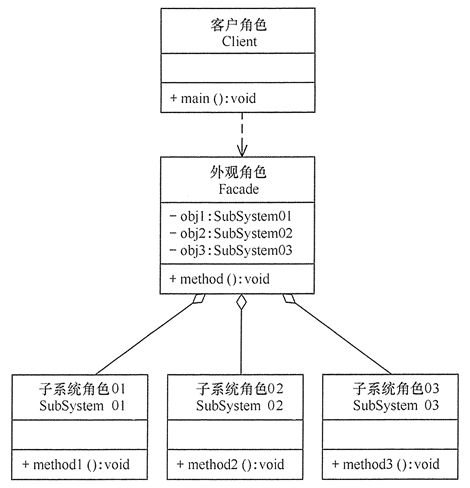 客户角色
Client
+ main ():void
外观角色
Facade
- obj1:SubSystem01
- obj2:SubSystem02
- obj3:SubSystem03
+ method ():void
子系统角色01
SubSystem 01
+ method1 ():void
子系统角色02
SubSystem 02
+ method2 ():void
子系统角色03
SubSystem 03
+ method3 ():void